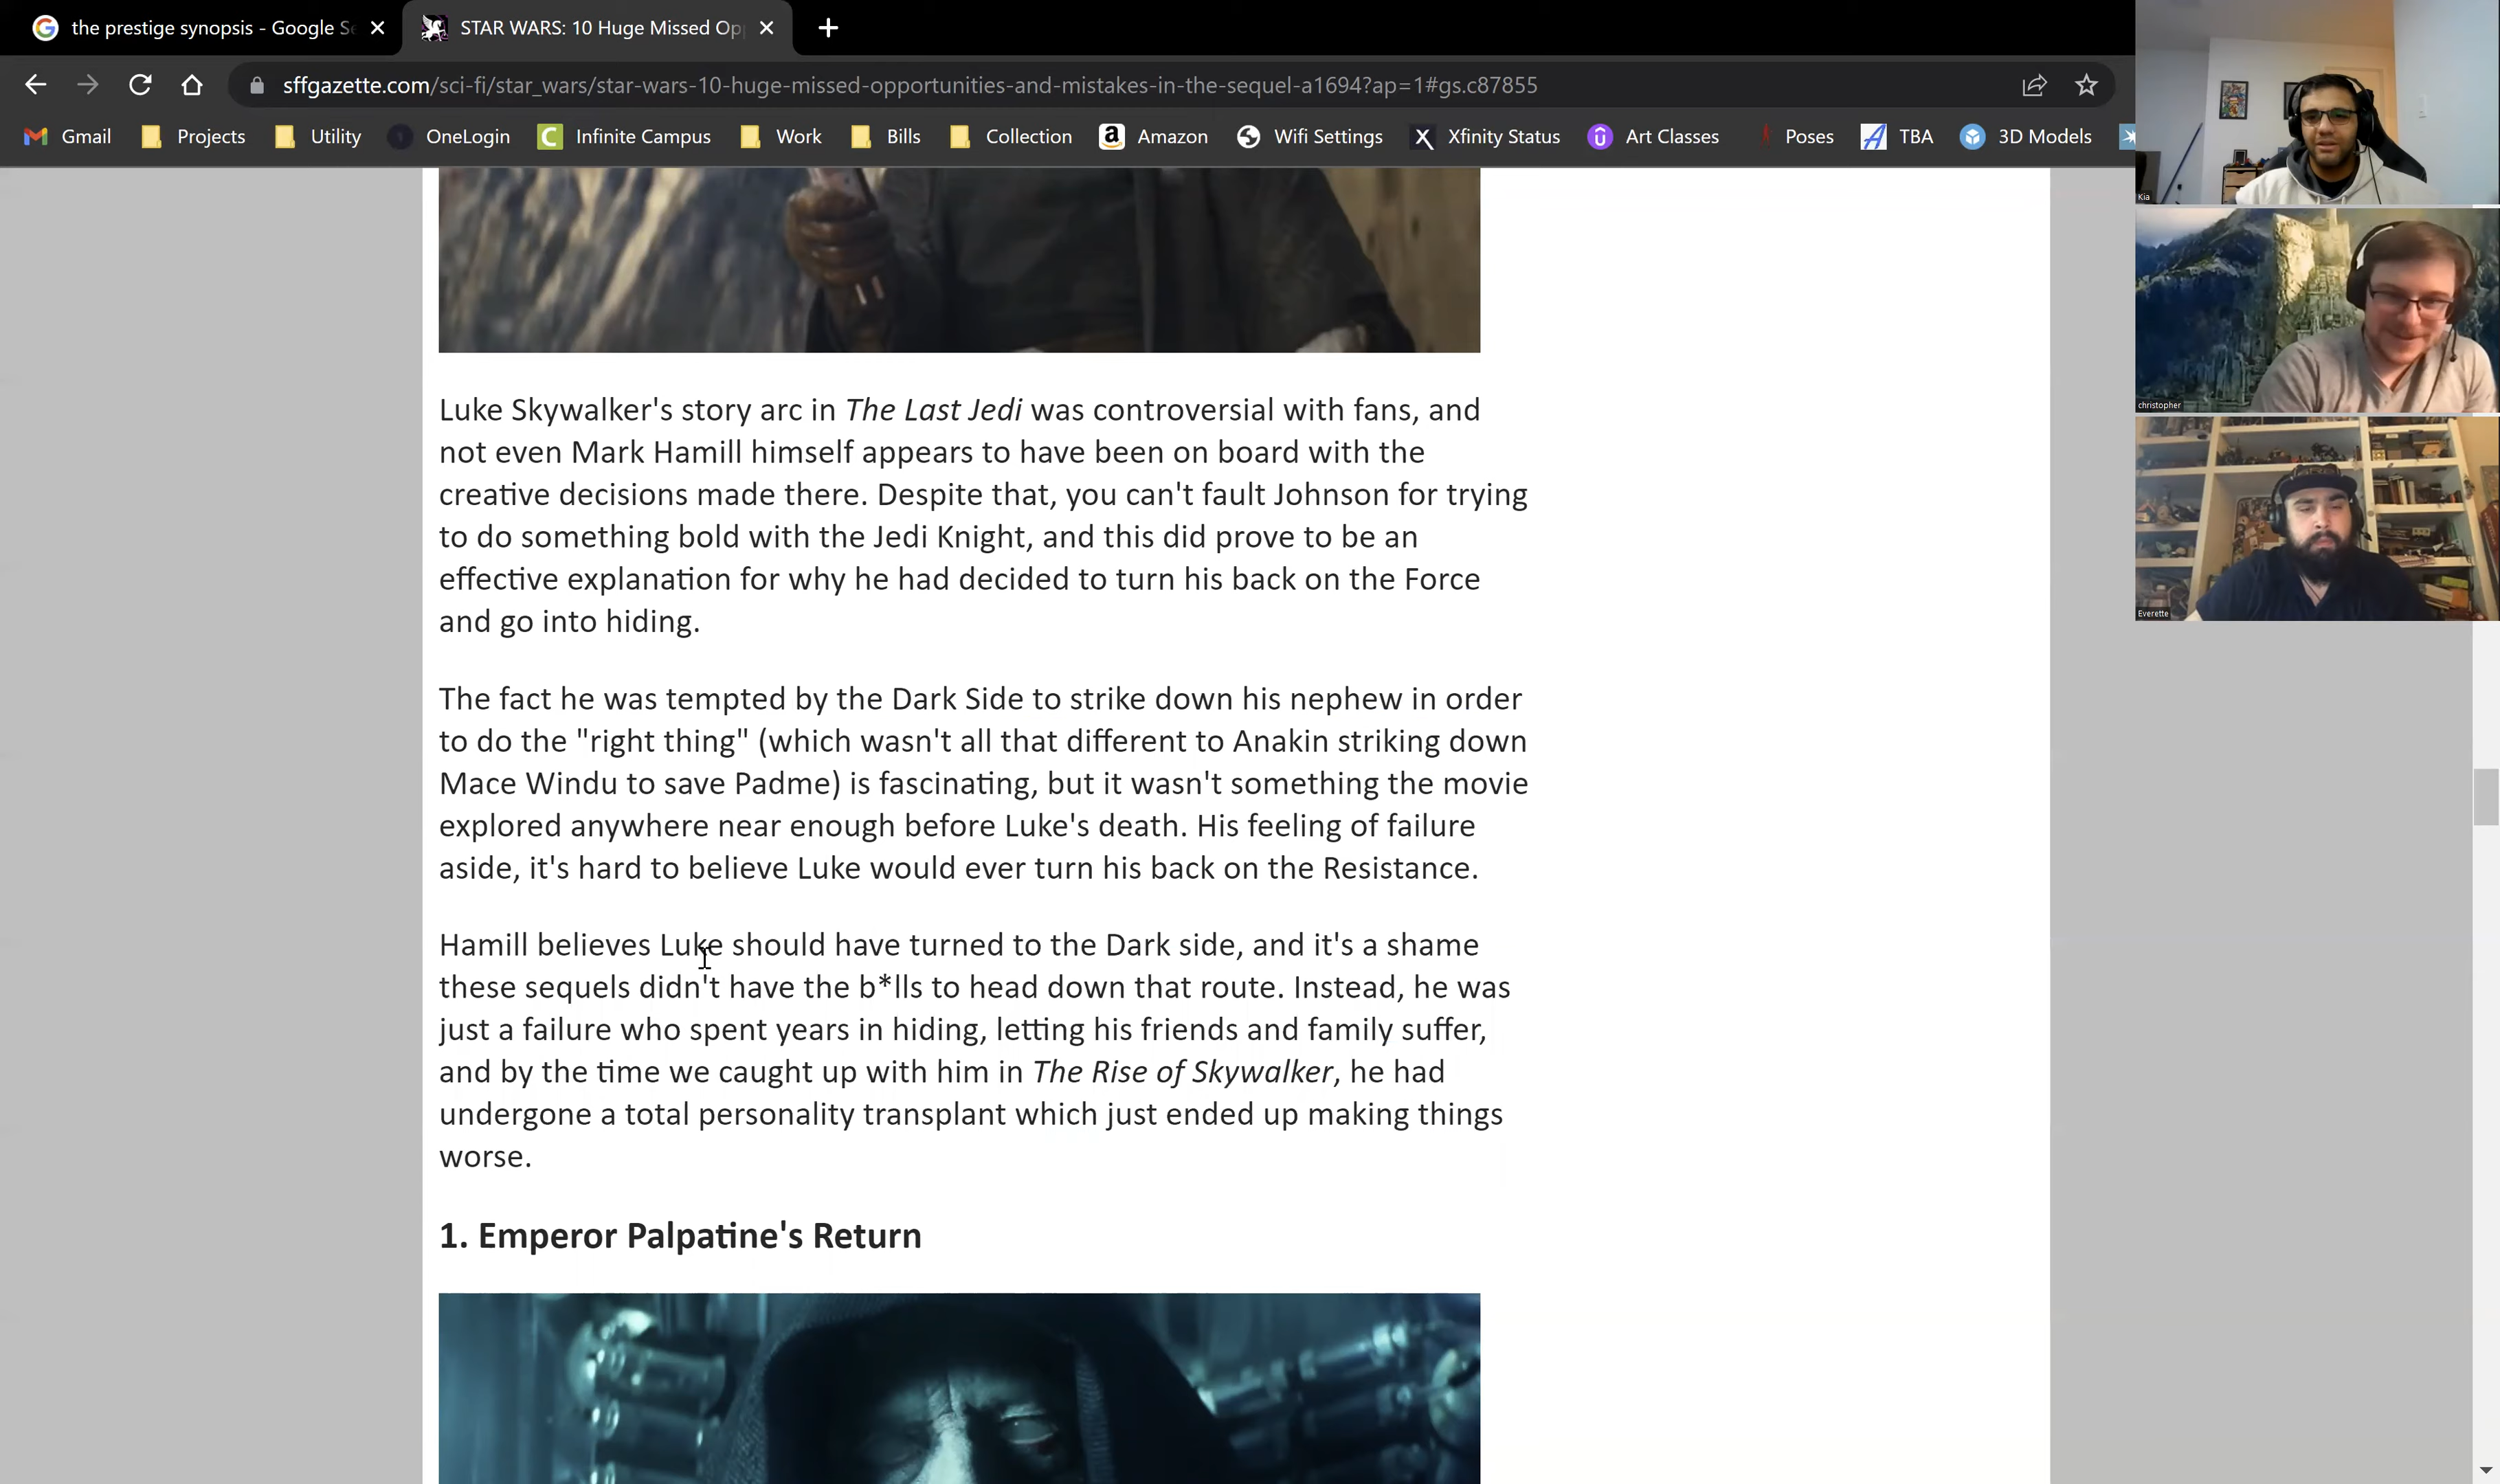 the prestige synopsis - Google Se
STAR WARS: 10 Huge Missed Opp
sffgazette.com/sci-fi/star_wars/star-wars-10-huge-missed-opportunities-and-mistakes-in-the-sequel-a1694?ap=1#gs.c87855
Gmail Projects Utility OneLogin Infinite Campus Work Bills Collection Amazon Wifi Settings Xfinity Status Art Classes Poses TBA 3D Models
Kia
christopher
Everette
Luke Skywalker's story arc in The Last Jedi was controversial with fans, and
not even Mark Hamill himself appears to have been on board with the
creative decisions made there. Despite that, you can't fault Johnson for trying
to do something bold with the Jedi Knight, and this did prove to be an
effective explanation for why he had decided to turn his back on the Force
and go into hiding.
The fact he was tempted by the Dark Side to strike down his nephew in order
to do the "right thing" (which wasn't all that different to Anakin striking down
Mace Windu to save Padme) is fascinating, but it wasn't something the movie
explored anywhere near enough before Luke's death. His feeling of failure
aside, it's hard to believe Luke would ever turn his back on the Resistance.
Hamill believes Luke should have turned to the Dark side, and it's a shame
these sequels didn't have the b*lls to head down that route. Instead, he was
just a failure who spent years in hiding, letting his friends and family suffer,
and by the time we caught up with him in The Rise of Skywalker, he had
undergone a total personality transplant which just ended up making things
worse.
1. Emperor Palpatine's Return